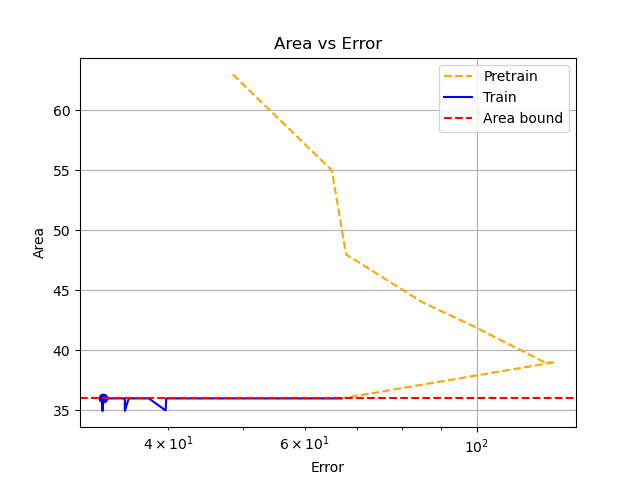 Area vs Error
Pretrain
Train
Area bound
60
55
50
45
40
35
Area
4 × 10¹
6 × 10¹
10²
Error